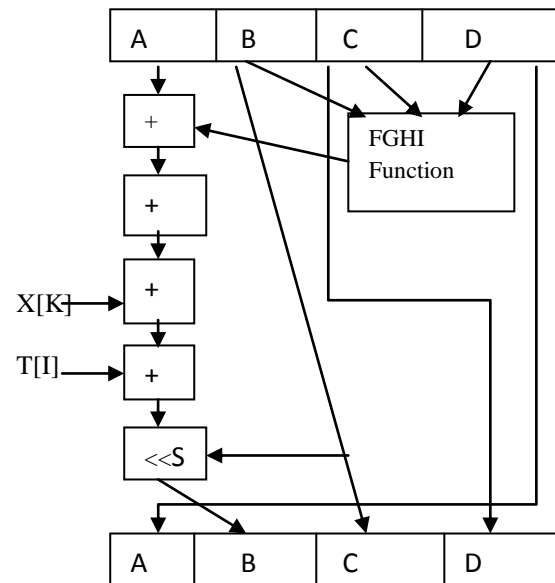 A B C D
+
FGHI
Function
+
X[K]
+
T[I]
+
<<S
A B C D